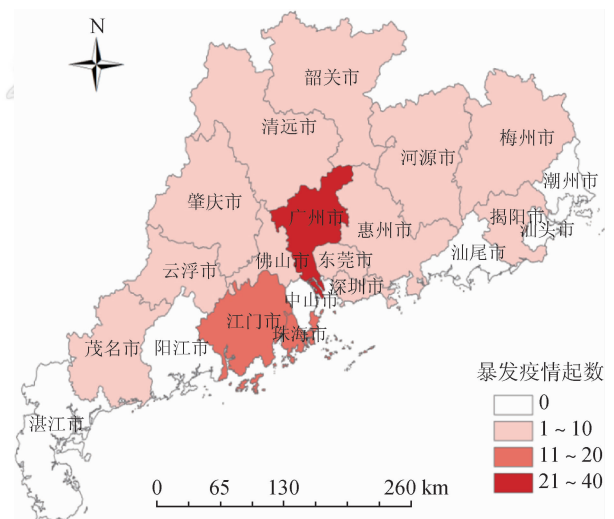 N
韶关市
清远市
梅州市
河源市
潮州市
肇庆市
广州市
揭阳市
汕头市
惠州市
汕尾市
云浮市
佛山市
东莞市
深圳市
中山市
江门市
珠海市
茂名市
阳江市
湛江市
暴发疫情起数
0
1~10
11~20
21~40
0 65 130 260 km